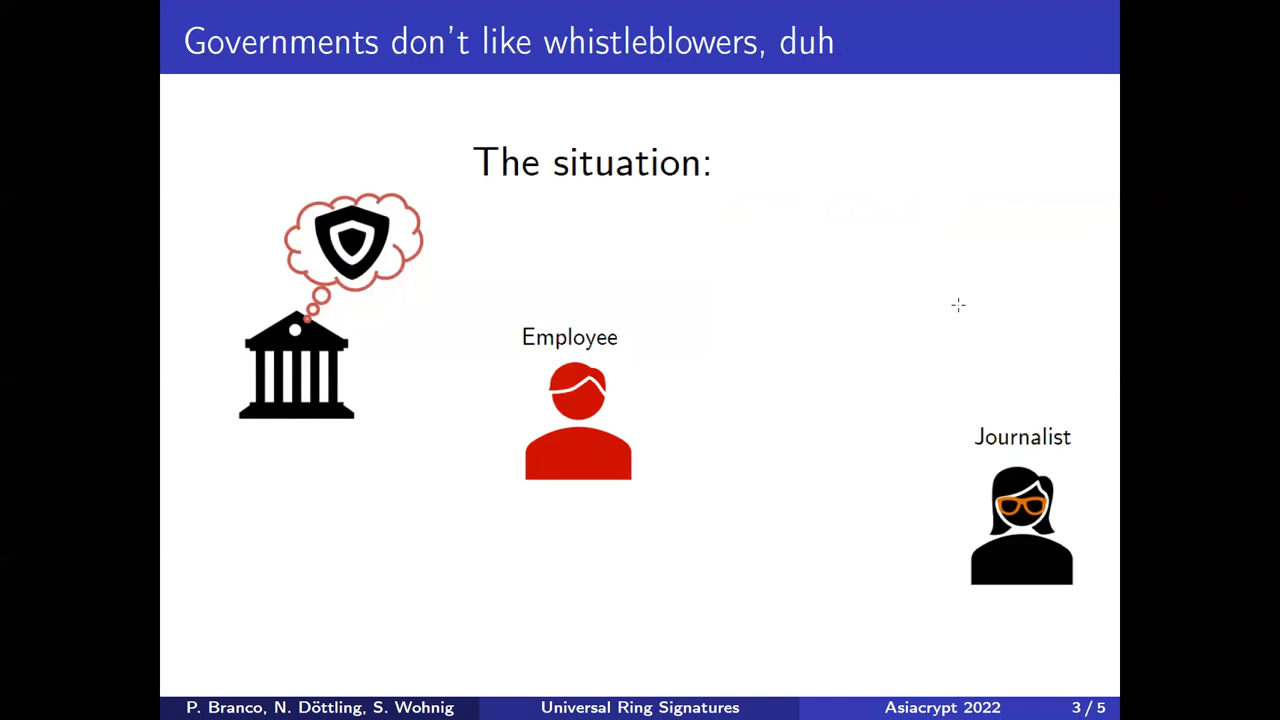 Governments don't like whistleblowers, duh
The situation:
Employee
Journalist
P. Branco, N. Döttling, S. Wohnig Universal Ring Signatures Asiacrypt 2022 3 / 5